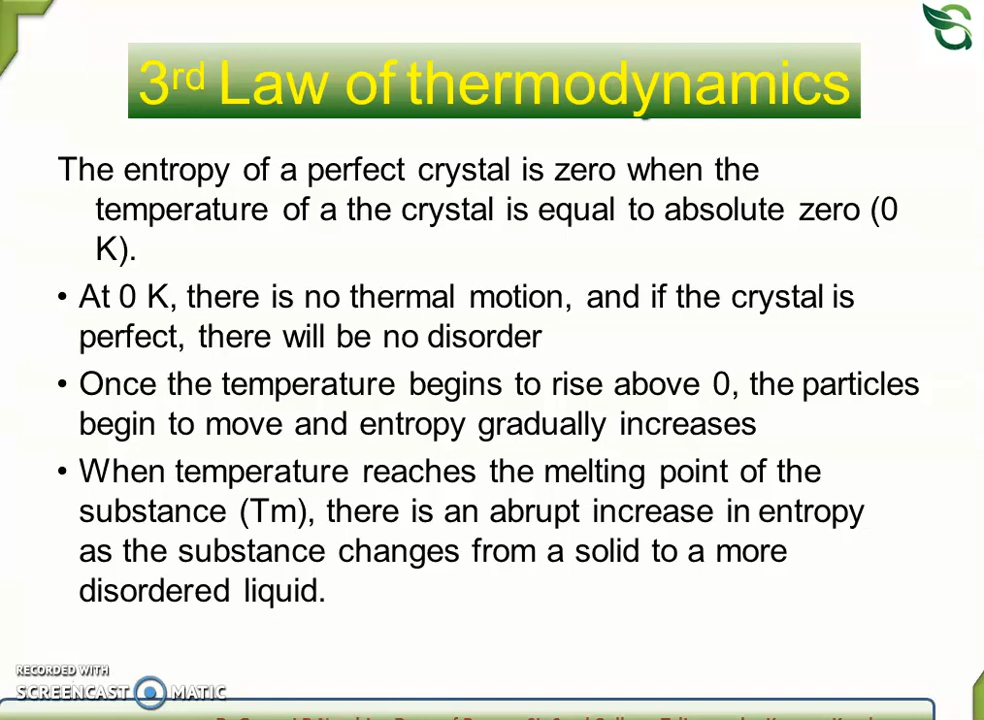 3rd Law of thermodynamics
The entropy of a perfect crystal is zero when the
temperature of a the crystal is equal to absolute zero (0
K).
• At 0 K, there is no thermal motion, and if the crystal is
perfect, there will be no disorder
• Once the temperature begins to rise above 0, the particles
begin to move and entropy gradually increases
• When temperature reaches the melting point of the
substance (Tm), there is an abrupt increase in entropy
as the substance changes from a solid to a more
disordered liquid.
RECORDED WITH
SCREENCAST MATIC